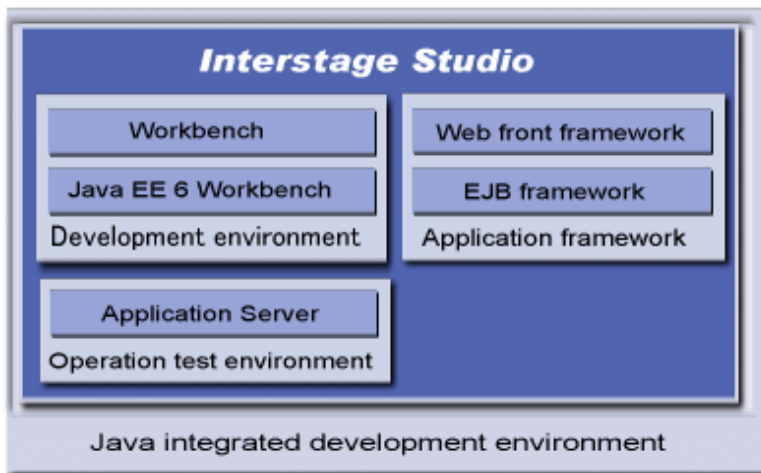 Interstage Studio
Workbench
Java EE 6 Workbench
Development environment
Web front framework
EJB framework
Application framework
Application Server
Operation test environment
Java integrated development environment